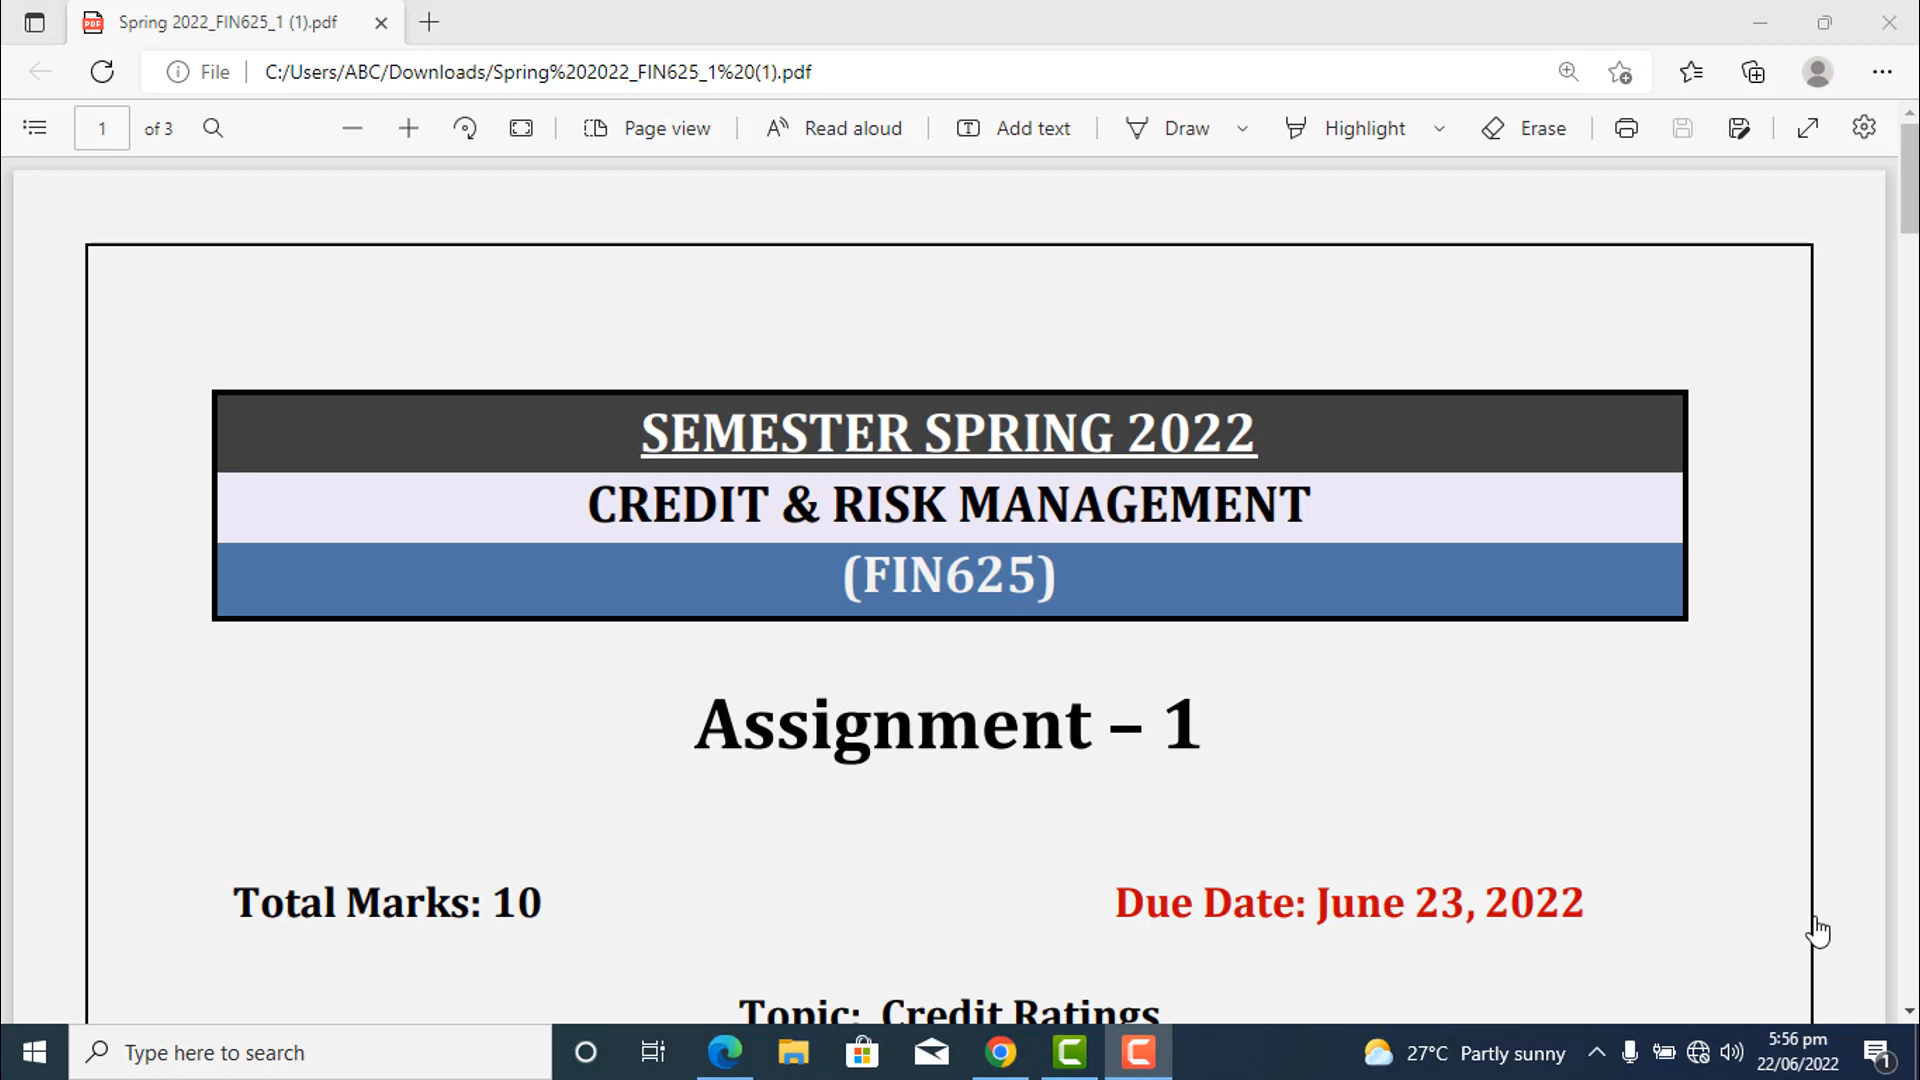 Spring 2022_FIN625_1 (1).pdf
File
C:/Users/ABC/Downloads/Spring%202022_FIN625_1%20(1).pdf
1 of 3
Page view
Read aloud
Add text
Draw
Highlight
Erase
SEMESTER SPRING 2022
CREDIT & RISK MANAGEMENT
(FIN625)
Assignment – 1
Total Marks: 10
Due Date: June 23, 2022
Topic: Credit Ratings
Type here to search
27°C Partly sunny
5:56 pm
22/06/2022
1